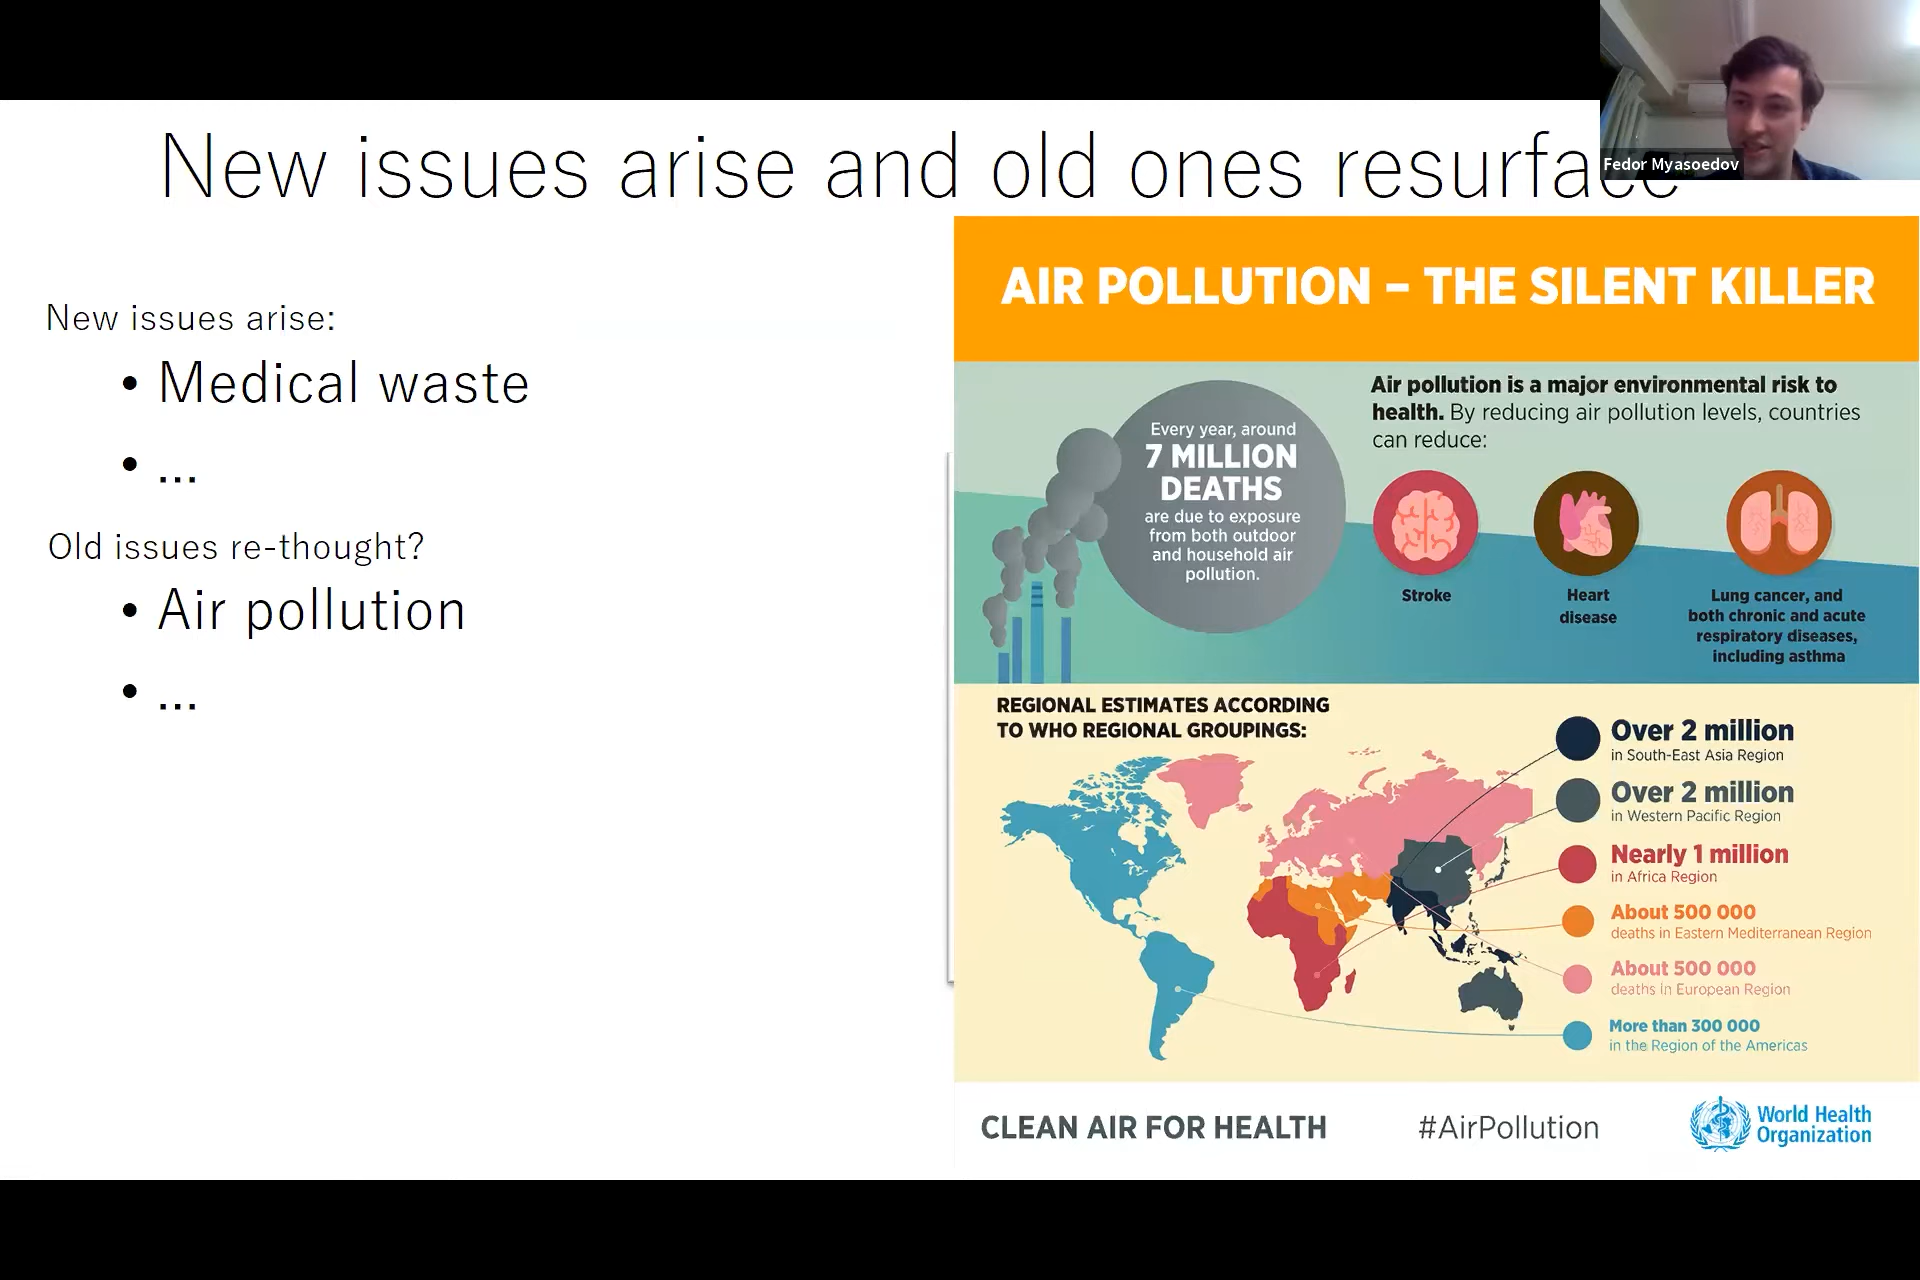 New issues arise and old ones resurface
Fedor Myasoedov
New issues arise:
• Medical waste
• ...
Old issues re-thought?
• Air pollution
• ...
AIR POLLUTION – THE SILENT KILLER
Every year, around
7 MILLION
DEATHS
are due to exposure
from both outdoor
and household air
pollution.
Air pollution is a major environmental risk to
health. By reducing air pollution levels, countries
can reduce:
Stroke
Heart
disease
Lung cancer, and
both chronic and acute
respiratory diseases,
including asthma
REGIONAL ESTIMATES ACCORDING
TO WHO REGIONAL GROUPINGS:
Over 2 million
in South-East Asia Region
Over 2 million
in Western Pacific Region
Nearly 1 million
in Africa Region
About 500 000
deaths in Eastern Mediterranean Region
About 500 000
deaths in European Region
More than 300 000
in the Region of the Americas
CLEAN AIR FOR HEALTH
#AirPollution
World Health
Organization